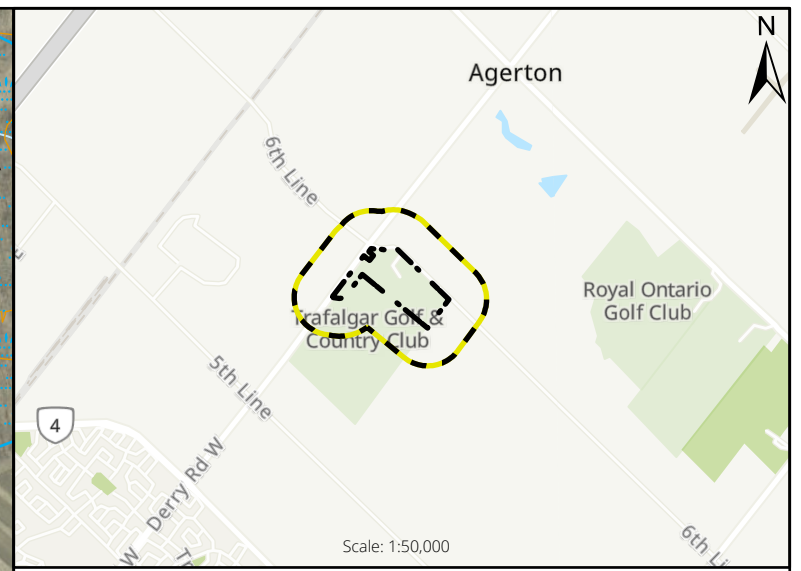 N
Agerton
6th Line
Royal Ontario
Golf Club
Trafalgar Golf &
Country Club
5th Line
4
Derry Rd W
Scale: 1:50,000
6th Li
W
Tr